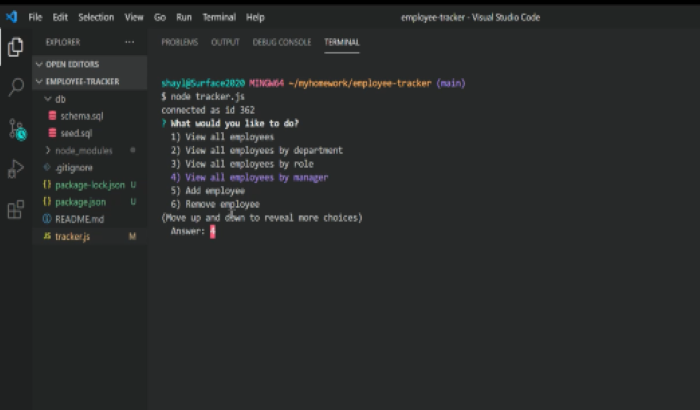 File Edit Selection View Go Run Terminal Help employee-tracker - Visual Studio Code
EXPLORER ...
PROBLEMS OUTPUT DEBUG CONSOLE TERMINAL
OPEN EDITORS
EMPLOYEE-TRACKER
db
schema.sql
seed.sql
node_modules
.gitignore
package-lock.json U
package.json U
README.md
JS tracker.js M
shayl@Surface2020 MINGW64 ~/myhomework/employee-tracker (main)
$ node tracker.js
connected as id 362
? What would you like to do?
1) View all employees
2) View all employees by department
3) View all employees by role
4) View all employees by manager
5) Add employee
6) Remove employee
(Move up and down to reveal more choices)
Answer: 4